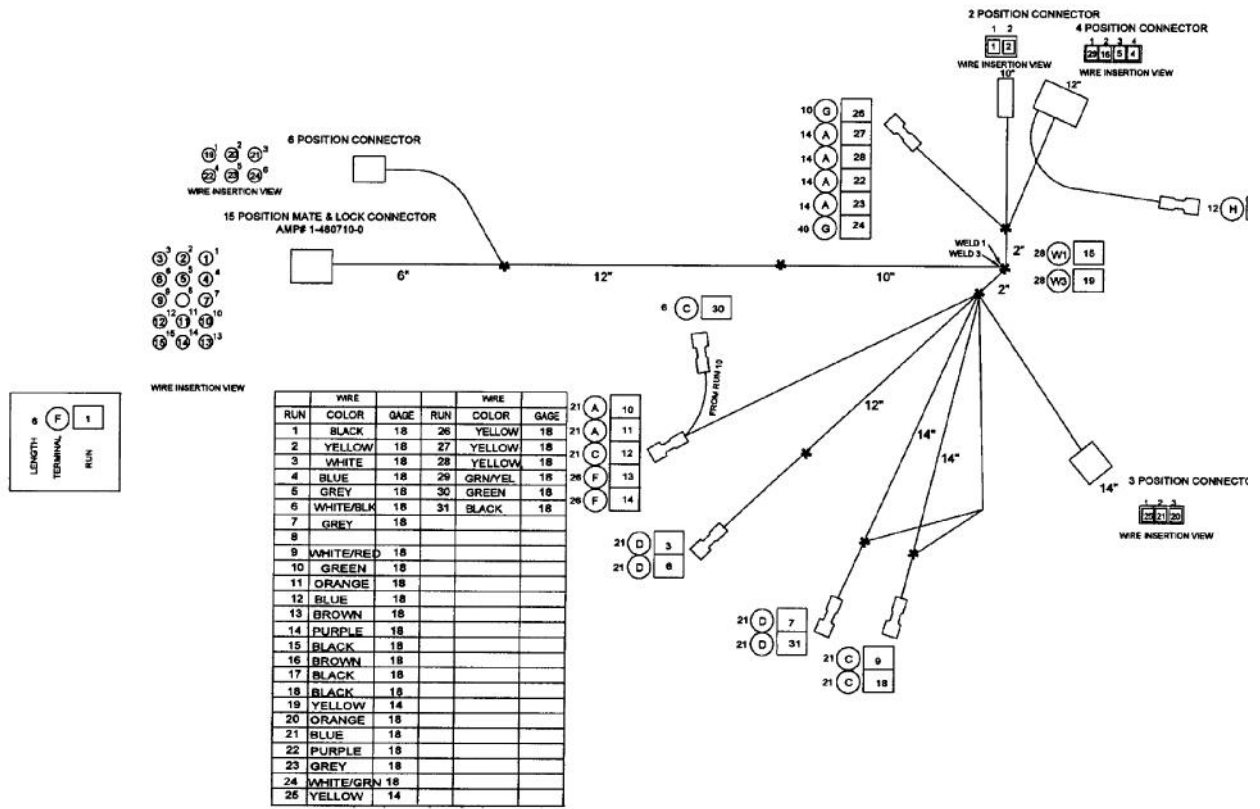 2 POSITION CONNECTOR
1 2
1 2
WIRE INSERTION VIEW
10"
4 POSITION CONNECTOR
1 2 3 4
29 16 5 4
WIRE INSERTION VIEW
12"
10 G 26
14 A 27
14 A 28
14 A 22
14 A 23
40 G 24
12 H
6 POSITION CONNECTOR
19 1 20 2 21 3
22 4 23 5 24 6
WIRE INSERTION VIEW
15 POSITION MATE & LOCK CONNECTOR
AMP# 1-480710-0
3 3 2 2 1 1
6 6 5 5 4 4
9 9 8 7 7
12 12 11 11 10 10
15 15 14 14 13 13
WIRE INSERTION VIEW
6" 12" 10"
WELD 1
WELD 3
2"
2"
28 W1 15
28 W3 19
6 C 30
FROM RUN 10
6 F 1
LENGTH
TERMINAL
RUN
21 A 10
21 A 11
21 C 12
26 F 13
26 F 14
12"
14"
14"
14"
3 POSITION CONNECTO
1 2 3
25 21 20
WIRE INSERTION VIEW
21 D 3
21 D 6
21 D 7
21 D 31
21 C 9
21 C 18
WIRE WIRE
RUN COLOR GAGE RUN COLOR GAGE
1 BLACK 18 26 YELLOW 18
2 YELLOW 18 27 YELLOW 18
3 WHITE 18 28 YELLOW 18
4 BLUE 18 29 GRN/YEL 18
5 GREY 18 30 GREEN 18
6 WHITE/BLK 18 31 BLACK 18
7 GREY 18
8
9 WHITE/RED 18
10 GREEN 18
11 ORANGE 18
12 BLUE 18
13 BROWN 18
14 PURPLE 18
15 BLACK 18
16 BROWN 18
17 BLACK 18
18 BLACK 18
19 YELLOW 14
20 ORANGE 18
21 BLUE 18
22 PURPLE 18
23 GREY 18
24 WHITE/GRN 18
25 YELLOW 14